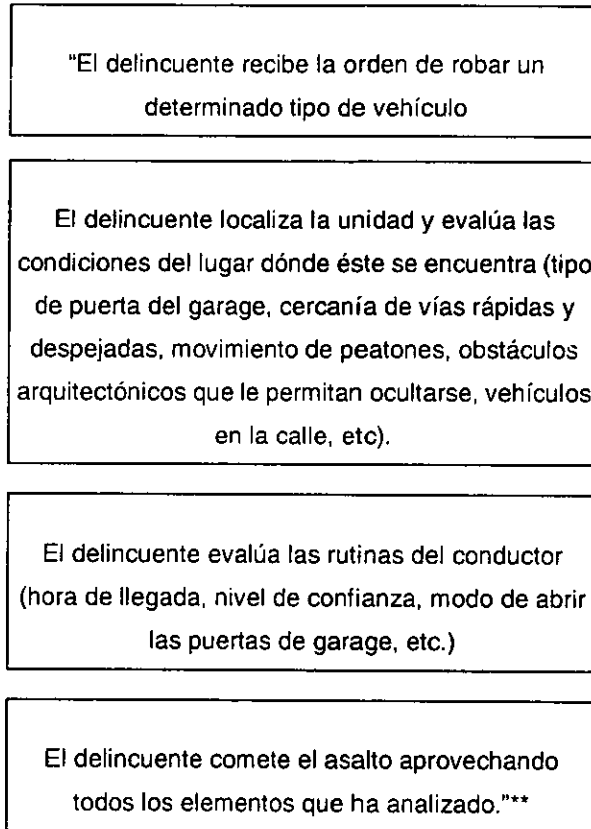 "El delincuente recibe la orden de robar un
determinado tipo de vehículo
El delincuente localiza la unidad y evalúa las
condiciones del lugar dónde éste se encuentra (tipo
de puerta del garage, cercanía de vías rápidas y
despejadas, movimiento de peatones, obstáculos
arquitectónicos que le permitan ocultarse, vehículos
en la calle, etc).
El delincuente evalúa las rutinas del conductor
(hora de llegada, nivel de confianza, modo de abrir
las puertas de garage, etc.)
El delincuente comete el asalto aprovechando
todos los elementos que ha analizado."**